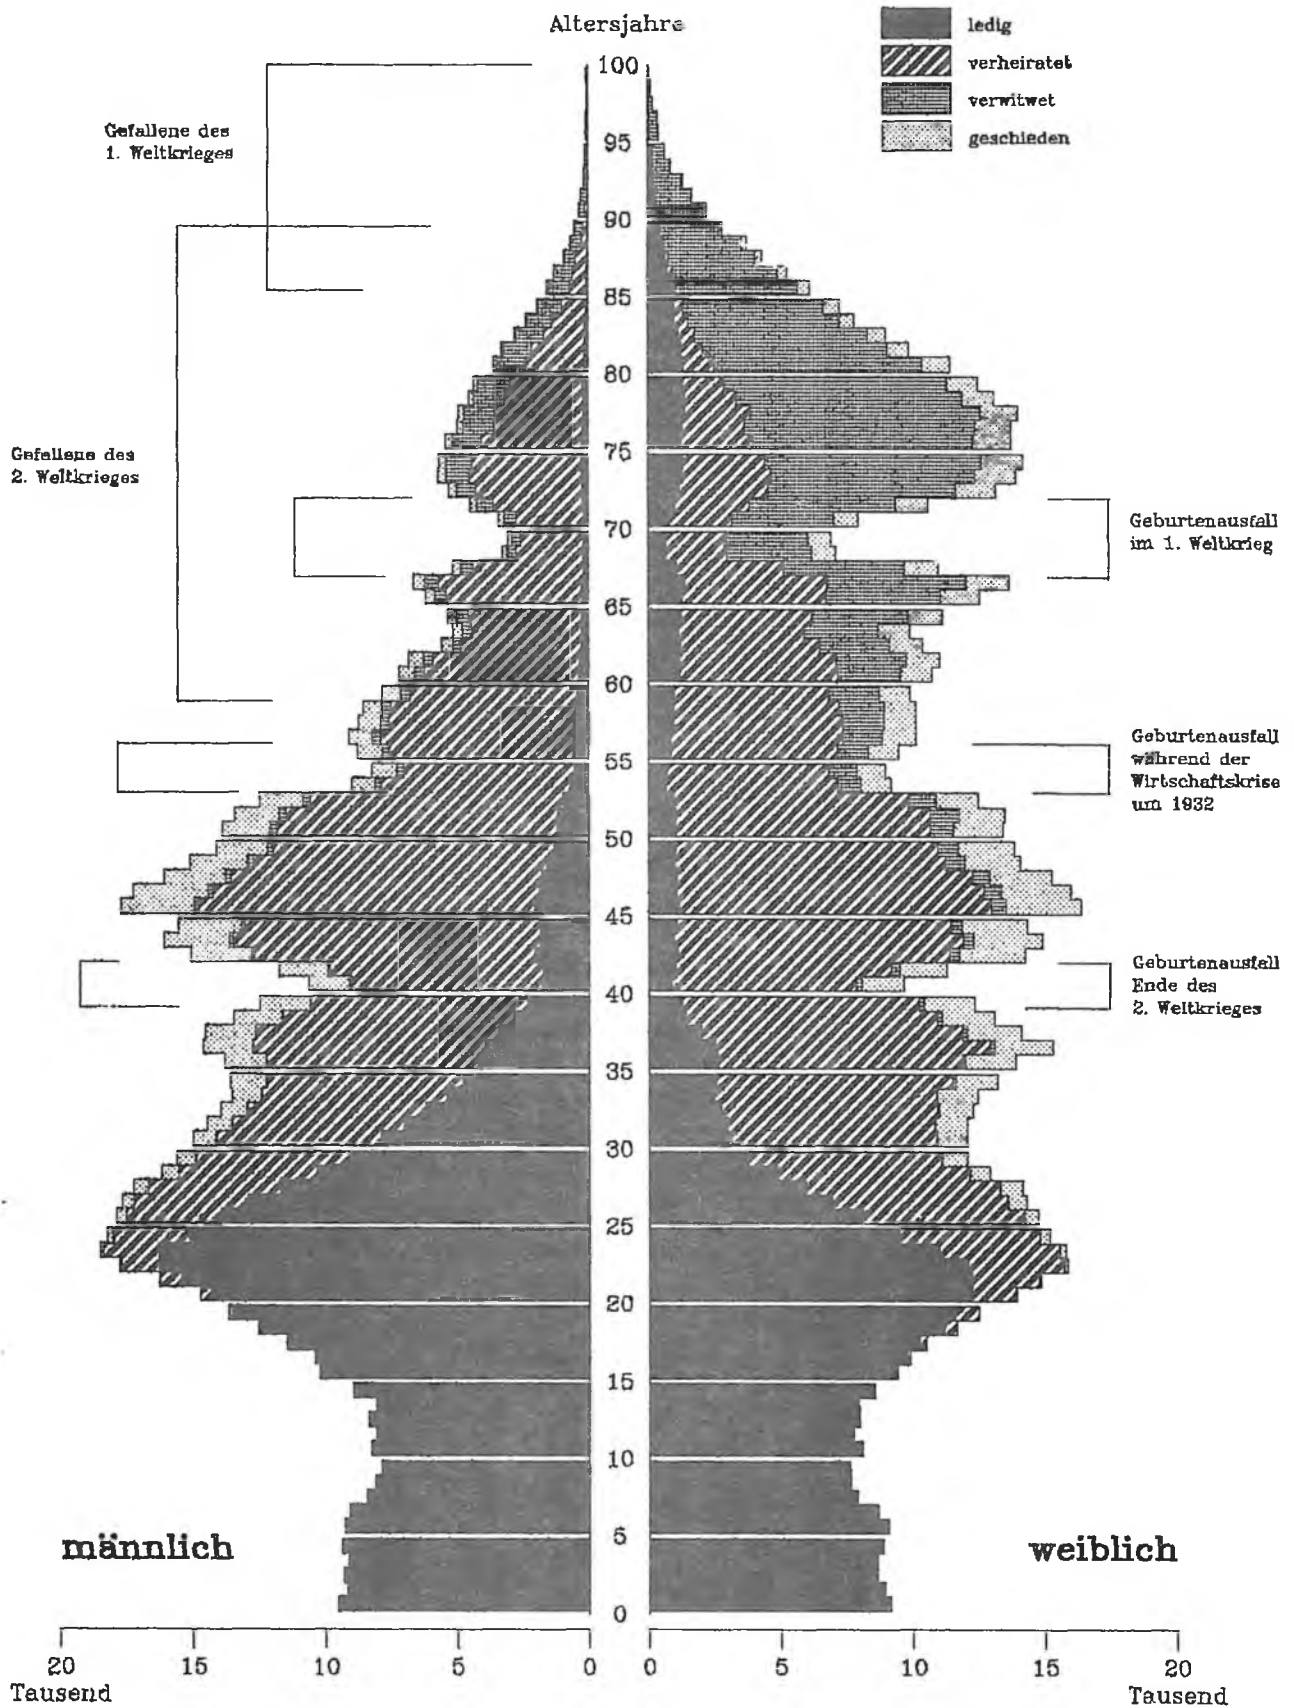 Altersjahre
ledig
verheiratet
verwitwet
geschieden
Gefallene des
1. Weltkrieges
Gefallene des
2. Weltkrieges
Geburtenausfall
im 1. Weltkrieg
Geburtenausfall
während der
Wirtschaftskrise
um 1932
Geburtenausfall
Ende des
2. Weltkrieges
100
95
90
85
80
75
70
65
60
55
50
45
40
35
30
25
20
15
10
5
0
männlich
weiblich
20 15 10 5 0 0 5 10 15 20
Tausend Tausend